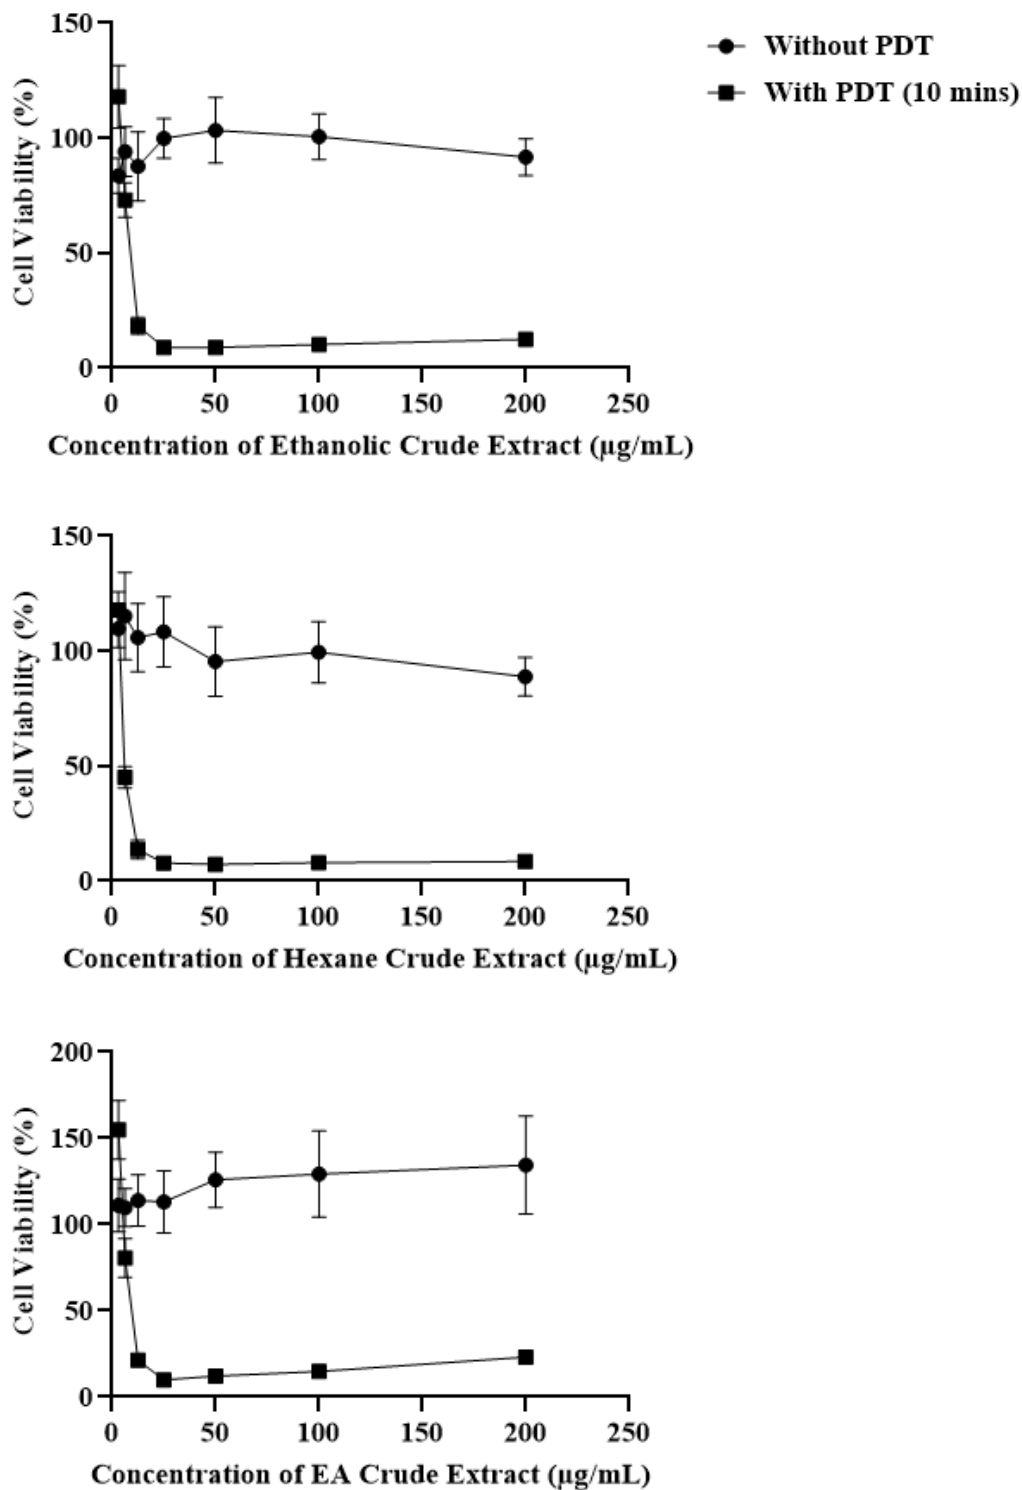 150
100
50
0
Cell Viability (%)
0 50 100 150 200 250
Concentration of Ethanolic Crude Extract (µg/mL)
Without PDT
With PDT (10 mins)
150
100
50
0
Cell Viability (%)
0 50 100 150 200 250
Concentration of Hexane Crude Extract (µg/mL)
200
150
100
50
0
Cell Viability (%)
0 50 100 150 200 250
Concentration of EA Crude Extract (µg/mL)